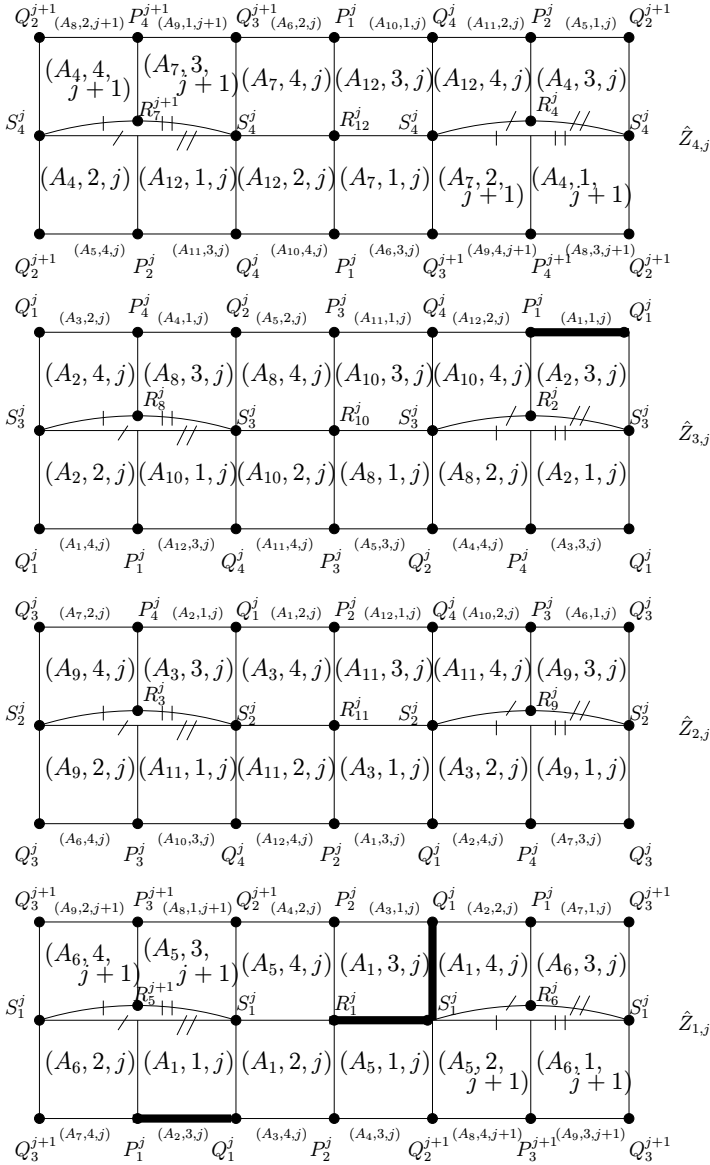 Q_2^{j+1} (A_8,2,j+1) P_4^{j+1} (A_9,1,j+1) Q_3^{j+1} (A_6,2,j) P_1^j (A_10,1,j) Q_4^j (A_11,2,j) P_2^j (A_5,1,j) Q_2^{j+1}
(A_4,4, j+1) (A_7,3, j+1) (A_7,4,j) (A_12,3,j) (A_12,4,j) (A_4,3,j)
S_4^j R_7^{j+1} S_4^j R_12^j S_4^j R_4^j S_4^j Ẑ_{4,j}
(A_4,2,j) (A_12,1,j) (A_12,2,j) (A_7,1,j) (A_7,2, j+1) (A_4,1, j+1)
(A_5,4,j) (A_11,3,j) (A_10,4,j) (A_6,3,j) (A_9,4,j+1) (A_8,3,j+1)
Q_2^{j+1} P_2^j Q_4^j P_1^j Q_3^{j+1} P_4^{j+1} Q_2^{j+1}
Q_1^j (A_3,2,j) P_4^j (A_4,1,j) Q_2^j (A_5,2,j) P_3^j (A_11,1,j) Q_4^j (A_12,2,j) P_1^j (A_1,1,j) Q_1^j
(A_2,4,j) (A_8,3,j) (A_8,4,j) (A_10,3,j) (A_10,4,j) (A_2,3,j)
S_3^j R_8^j S_3^j R_10^j S_3^j R_2^j S_3^j Ẑ_{3,j}
(A_2,2,j) (A_10,1,j) (A_10,2,j) (A_8,1,j) (A_8,2,j) (A_2,1,j)
(A_1,4,j) (A_12,3,j) (A_11,4,j) (A_5,3,j) (A_4,4,j) (A_3,3,j)
Q_1^j P_1^j Q_4^j P_3^j Q_2^j P_4^j Q_1^j
Q_3^j (A_7,2,j) P_4^j (A_2,1,j) Q_1^j (A_1,2,j) P_2^j (A_12,1,j) Q_4^j (A_10,2,j) P_3^j (A_6,1,j) Q_3^j
(A_9,4,j) (A_3,3,j) (A_3,4,j) (A_11,3,j) (A_11,4,j) (A_9,3,j)
S_2^j R_3^j S_2^j R_11^j S_2^j R_9^j S_2^j Ẑ_{2,j}
(A_9,2,j) (A_11,1,j) (A_11,2,j) (A_3,1,j) (A_3,2,j) (A_9,1,j)
(A_6,4,j) (A_10,3,j) (A_12,4,j) (A_1,3,j) (A_2,4,j) (A_7,3,j)
Q_3^j P_3^j Q_4^j P_2^j Q_1^j P_4^j Q_3^j
Q_3^{j+1} (A_9,2,j+1) P_3^{j+1} (A_8,1,j+1) Q_2^{j+1} (A_4,2,j) P_2^j (A_3,1,j) Q_1^j (A_2,2,j) P_1^j (A_7,1,j) Q_3^{j+1}
(A_6,4, j+1) (A_5,3, j+1) (A_5,4,j) (A_1,3,j) (A_1,4,j) (A_6,3,j)
S_1^j R_5^{j+1} S_1^j R_1^j S_1^j R_6^j S_1^j Ẑ_{1,j}
(A_6,2,j) (A_1,1,j) (A_1,2,j) (A_5,1,j) (A_5,2, j+1) (A_6,1, j+1)
(A_7,4,j) (A_2,3,j) (A_3,4,j) (A_4,3,j) (A_8,4,j+1) (A_9,3,j+1)
Q_3^{j+1} P_1^j Q_1^j P_2^j Q_2^{j+1} P_3^{j+1} Q_3^{j+1}